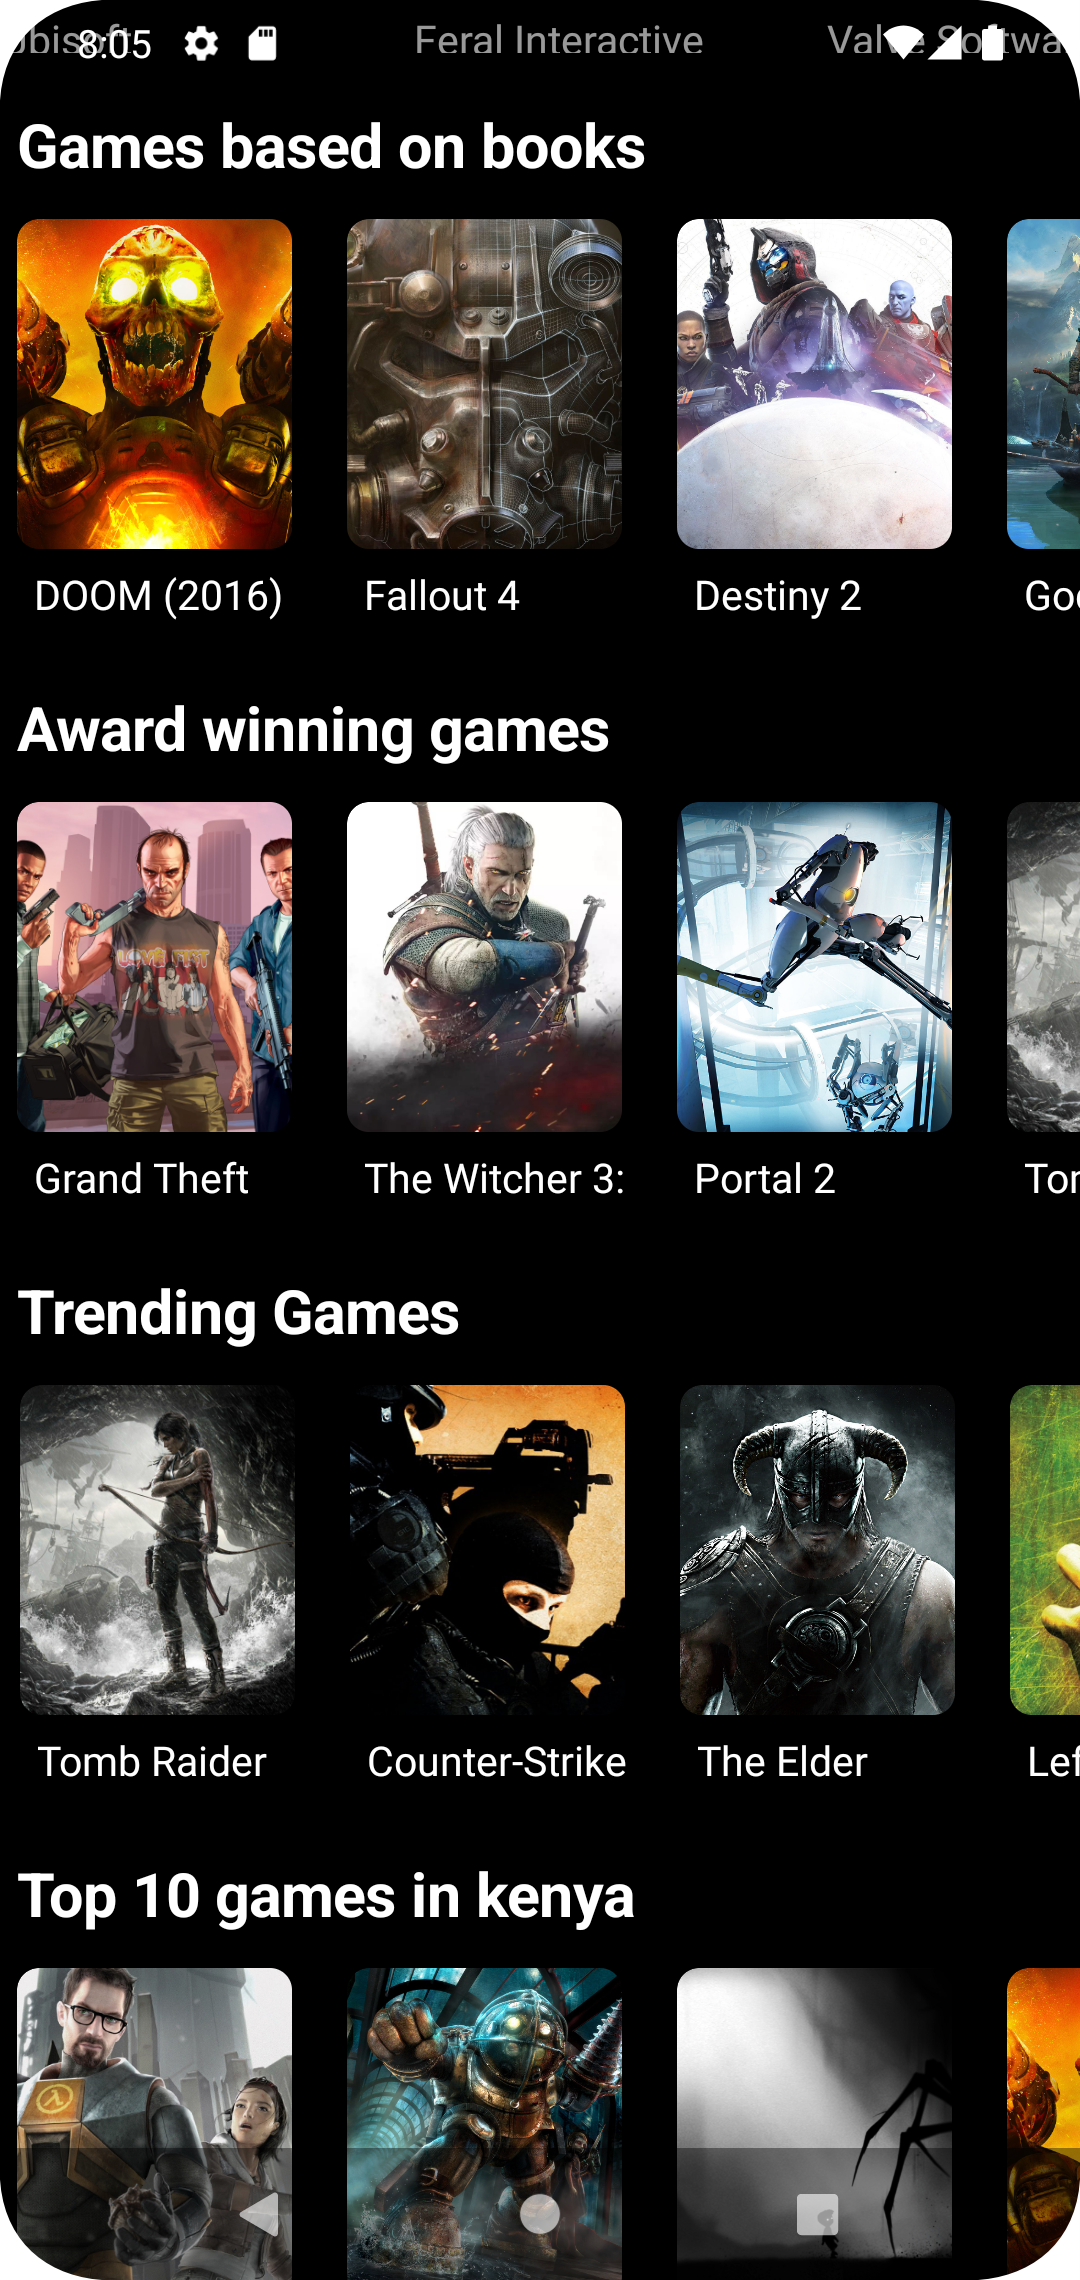 Ubisoft
8:05
Feral Interactive
Valve Softwa
Games based on books
DOOM (2016)
Fallout 4
Destiny 2
Go
Award winning games
Grand Theft
The Witcher 3:
Portal 2
Tor
Trending Games
Tomb Raider
Counter-Strike
The Elder
Lef
Top 10 games in kenya